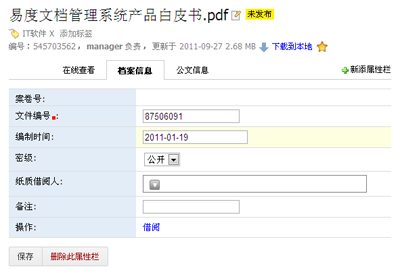 易度文档管理系统产品白皮书.pdf 未发布
IT软件 X 添加标签
编号：545703562，manager 负责，更新于 2011-09-27 2.68 MB 下载到本地
在线查看 档案信息 公文信息 新添属性栏
案卷号:
文件编号■:  87506091
编制时间: 2011-01-19
密级: 公开
纸质借阅人:
备注:
操作: 借阅
保存 删除此属性栏